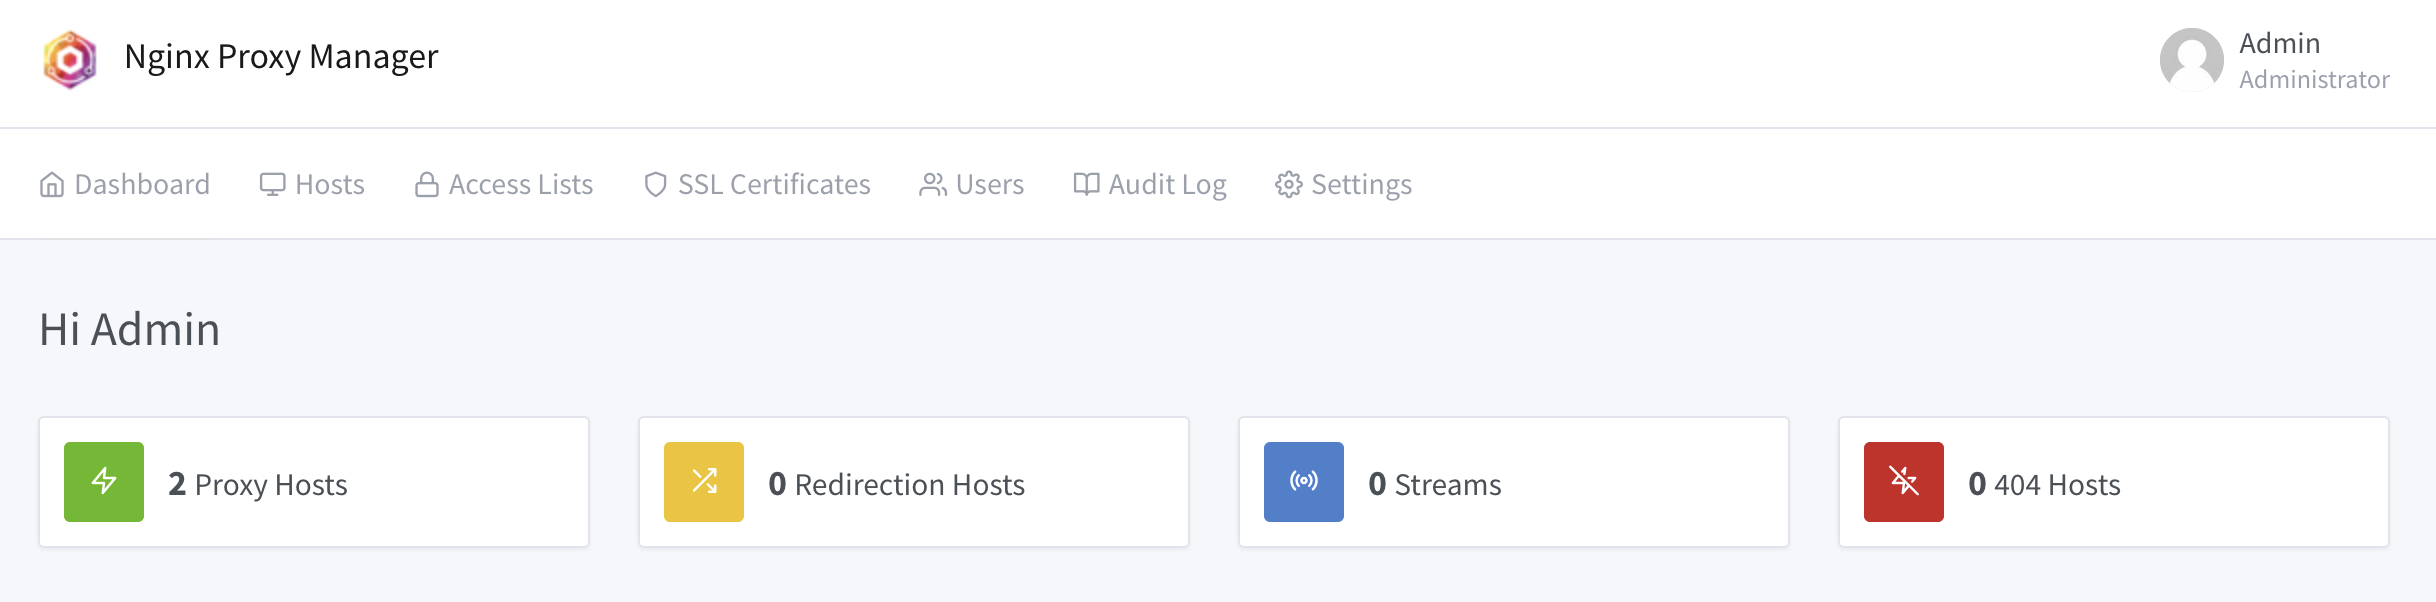 Nginx Proxy Manager
Admin
Administrator
Dashboard Hosts Access Lists SSL Certificates Users Audit Log Settings
Hi Admin
2 Proxy Hosts
0 Redirection Hosts
0 Streams
0 404 Hosts